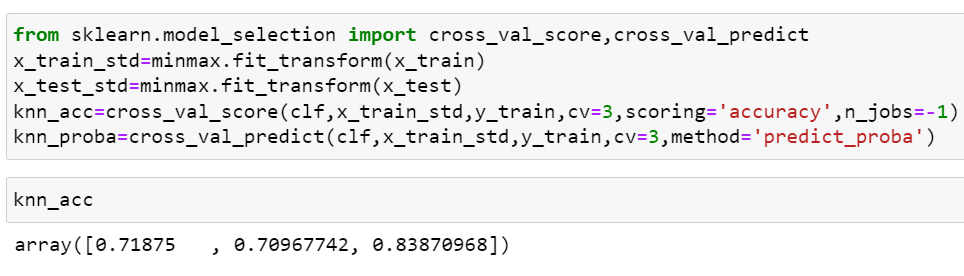 from sklearn.model_selection import cross_val_score,cross_val_predict
x_train_std=minmax.fit_transform(x_train)
x_test_std=minmax.fit_transform(x_test)
knn_acc=cross_val_score(clf,x_train_std,y_train,cv=3,scoring='accuracy',n_jobs=-1)
knn_proba=cross_val_predict(clf,x_train_std,y_train,cv=3,method='predict_proba')
knn_acc
array([0.71875   , 0.70967742, 0.83870968])